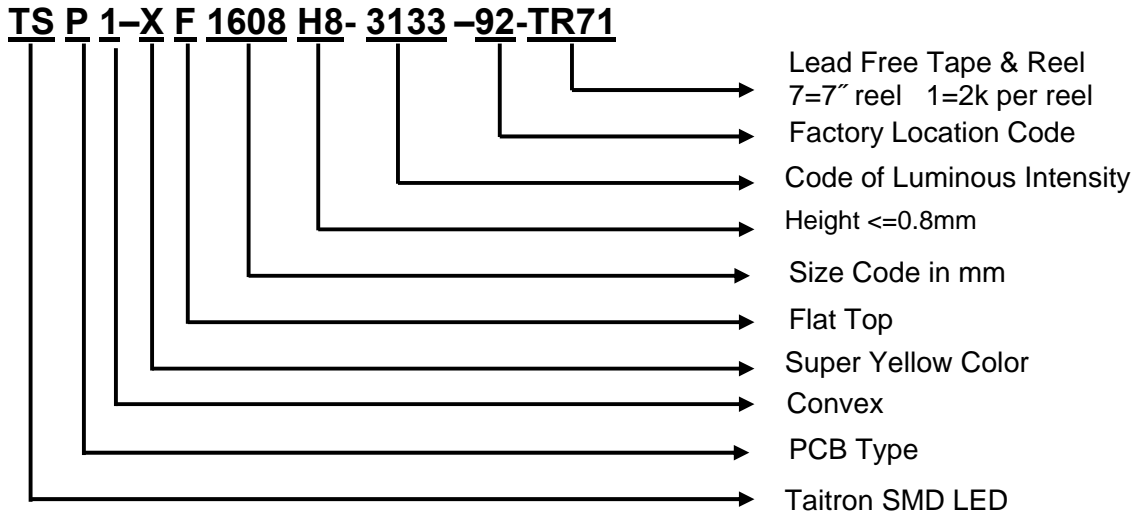 TS P 1–X F 1608 H8- 3133 –92-TR71
Lead Free Tape & Reel
7=7˝ reel 1=2k per reel
Factory Location Code
Code of Luminous Intensity
Height <=0.8mm
Size Code in mm
Flat Top
Super Yellow Color
Convex
PCB Type
Taitron SMD LED